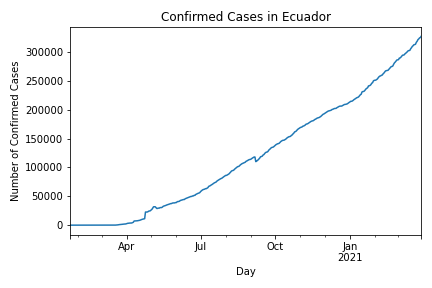 Confirmed Cases in Ecuador
Number of Confirmed Cases
300000
250000
200000
150000
100000
50000
0
Apr
Jul
Oct
Jan
2021
Day